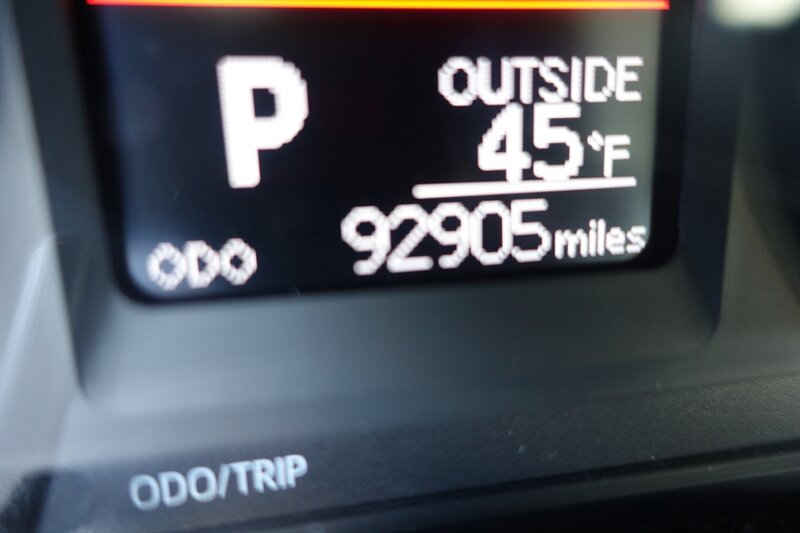 P
OUTSIDE
45°F
ODO 92905 miles
ODO/TRIP